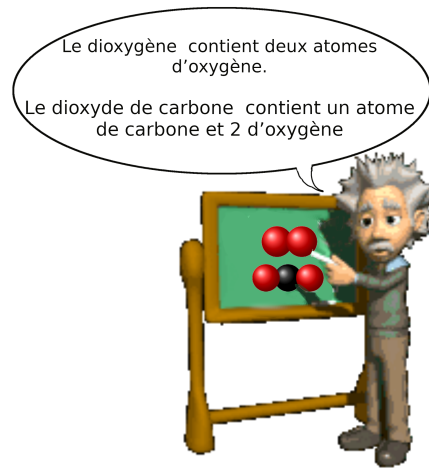 Le dioxygène contient deux atomes
d’oxygène.
Le dioxyde de carbone contient un atome
de carbone et 2 d’oxygène